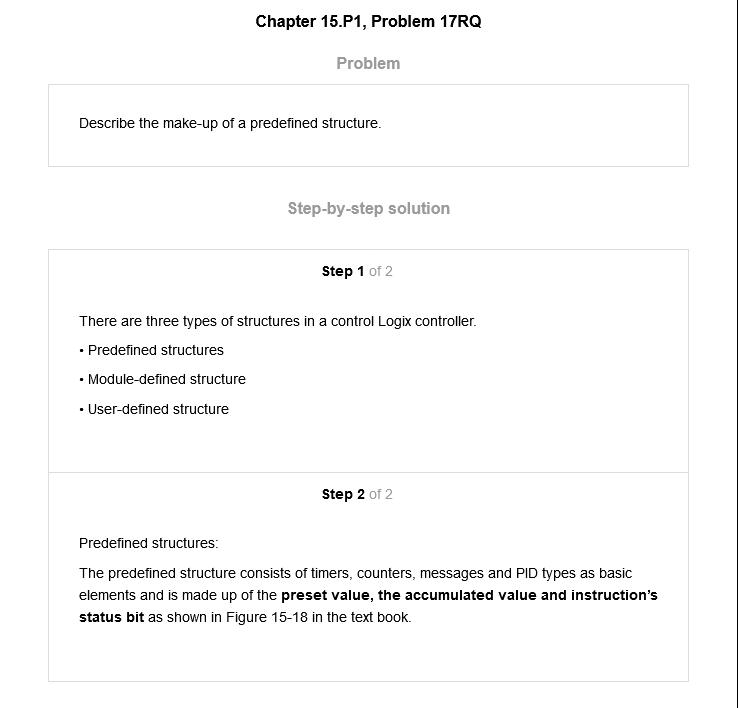 Chapter 15.P1, Problem 17RQ
Problem
Describe the make-up of a predefined structure.
Step-by-step solution
Step 1 of 2
There are three types of structures in a control Logix controller.
• Predefined structures
• Module-defined structure
• User-defined structure
Step 2 of 2
Predefined structures:
The predefined structure consists of timers, counters, messages and PID types as basic
elements and is made up of the preset value, the accumulated value and instruction's
status bit as shown in Figure 15-18 in the text book.